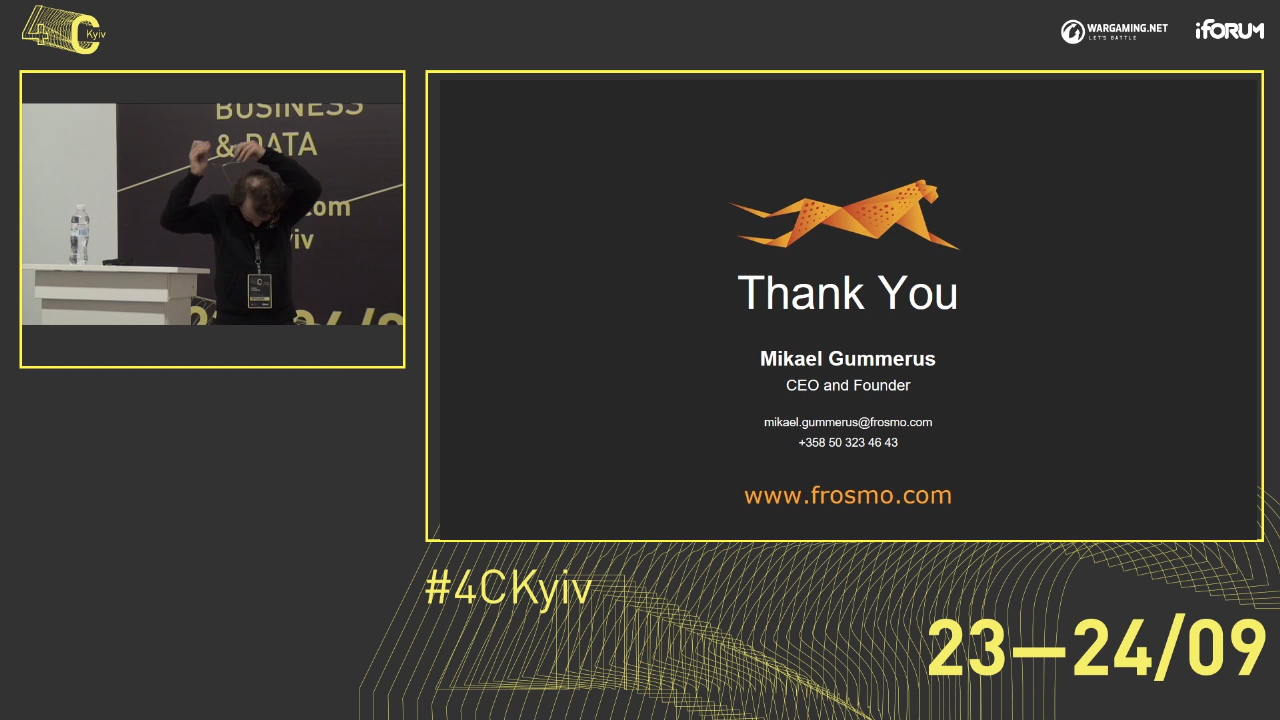 4C Kyiv
WARGAMING.NET
LET'S BATTLE
iFORUM
BUSINESS
& DATA
.com
Thank You
Mikael Gummerus
CEO and Founder
mikael.gummerus@frosmo.com
+358 50 323 46 43
www.frosmo.com
#4CKyiv
23—24/09